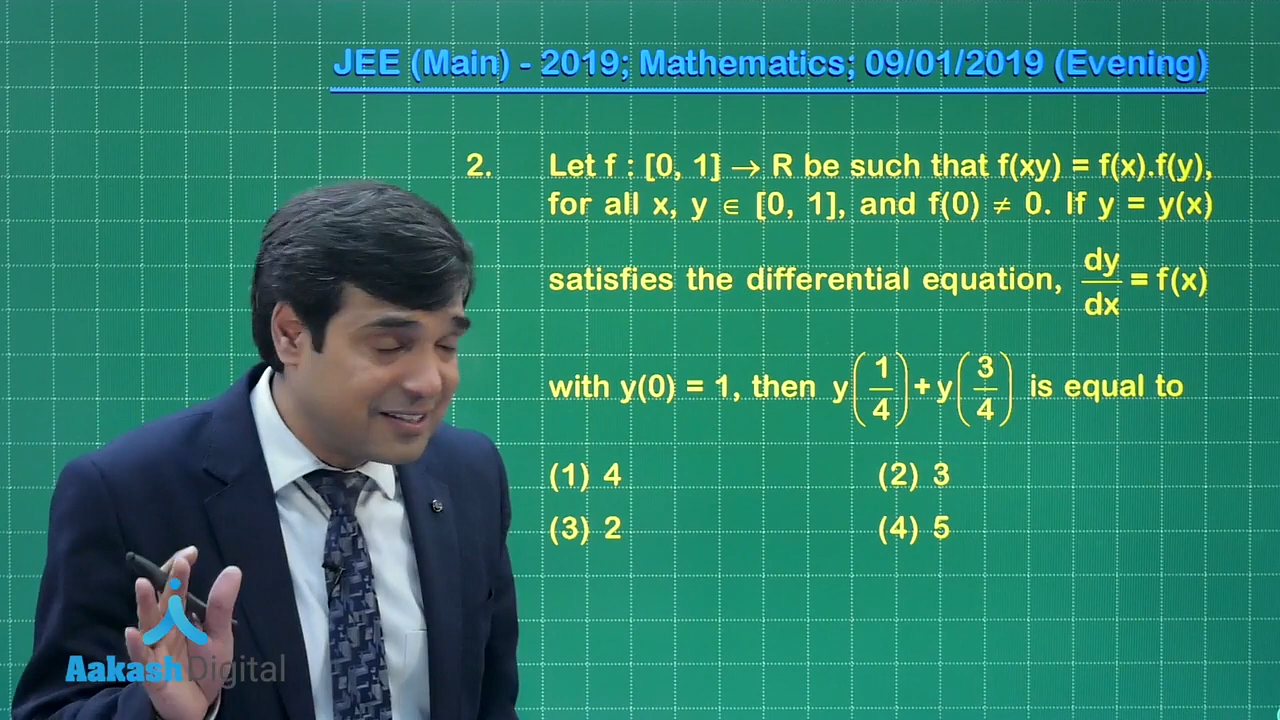 JEE (Main) - 2019; Mathematics; 09/01/2019 (Evening)
2. Let f : [0, 1] → R be such that f(xy) = f(x).f(y),
for all x, y ∈ [0, 1], and f(0) ≠ 0. If y = y(x)
satisfies the differential equation, dy/dx = f(x)
with y(0) = 1, then y(1/4) + y(3/4) is equal to
(1) 4 (2) 3
(3) 2 (4) 5
Aakash Digital